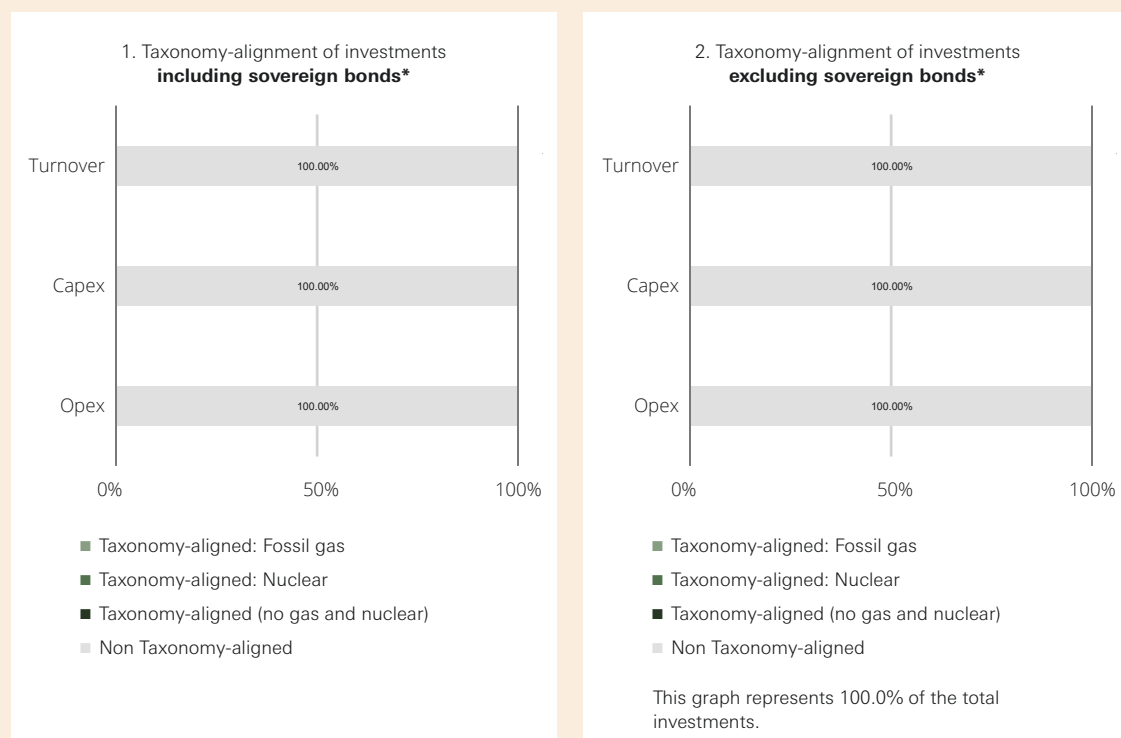 1. Taxonomy-alignment of investments
including sovereign bonds*
Turnover
100.00%
Capex
100.00%
Opex
100.00%
0%
50%
100%
Taxonomy-aligned: Fossil gas
Taxonomy-aligned: Nuclear
Taxonomy-aligned (no gas and nuclear)
Non Taxonomy-aligned
2. Taxonomy-alignment of investments
excluding sovereign bonds*
Turnover
100.00%
Capex
100.00%
Opex
100.00%
0%
50%
100%
Taxonomy-aligned: Fossil gas
Taxonomy-aligned: Nuclear
Taxonomy-aligned (no gas and nuclear)
Non Taxonomy-aligned
This graph represents 100.0% of the total
investments.